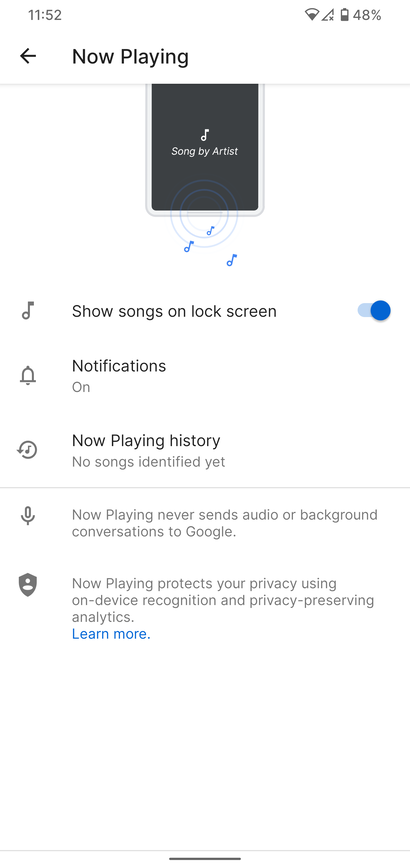 11:52
48%
Now Playing
Song by Artist
Show songs on lock screen
Notifications
On
Now Playing history
No songs identified yet
Now Playing never sends audio or background
conversations to Google.
Now Playing protects your privacy using
on-device recognition and privacy-preserving
analytics.
Learn more.